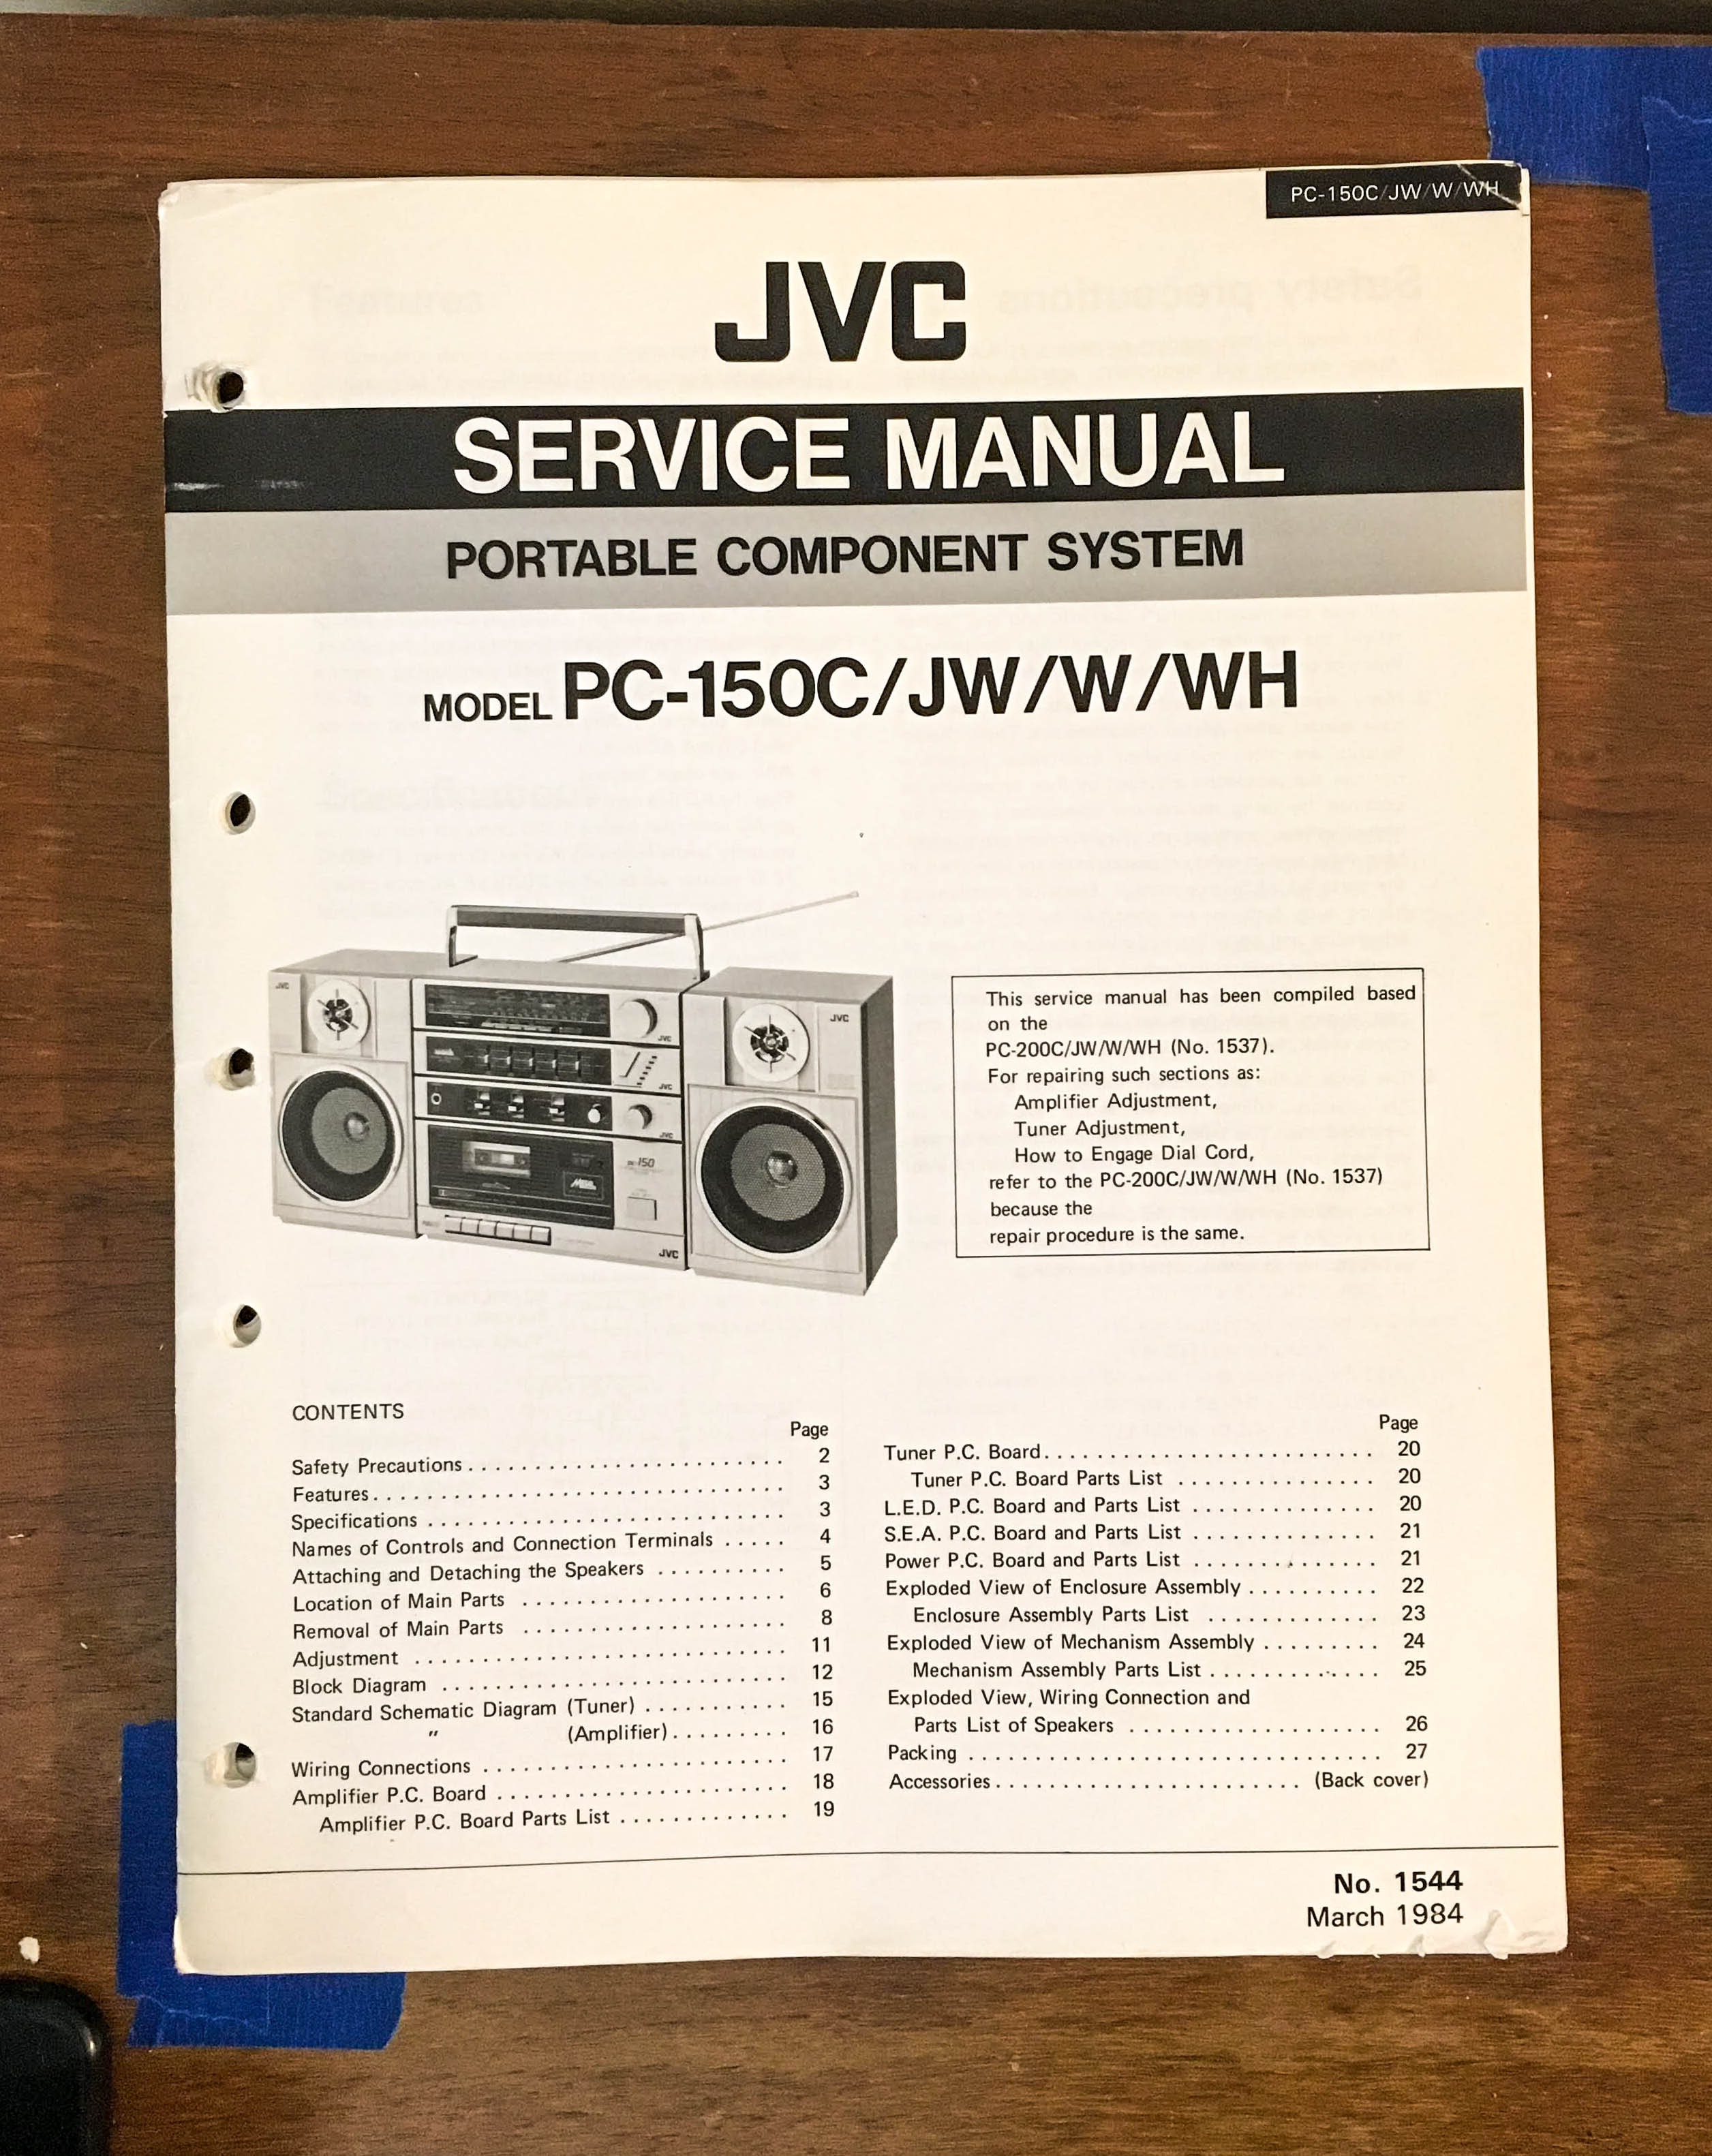 PC-150C/JW/W/WH
JVC
SERVICE MANUAL
PORTABLE COMPONENT SYSTEM
MODEL PC-150C/JW/W/WH
JVC
JVC
JVC
JVC
JVC
150
JVC
This service manual has been compiled based
on the
PC-200C/JW/W/WH (No. 1537).
For repairing such sections as:
Amplifier Adjustment,
Tuner Adjustment,
How to Engage Dial Cord,
refer to the PC-200C/JW/W/WH (No. 1537)
because the
repair procedure is the same.
CONTENTS
Page
Safety Precautions . . . . . . . . . . . . . . . . . . . . . . . . 2
Features . . . . . . . . . . . . . . . . . . . . . . . . . . . . . . . 3
Specifications . . . . . . . . . . . . . . . . . . . . . . . . . . . 3
Names of Controls and Connection Terminals . . . . . 4
Attaching and Detaching the Speakers . . . . . . . . . . 5
Location of Main Parts . . . . . . . . . . . . . . . . . . . . 6
Removal of Main Parts . . . . . . . . . . . . . . . . . . . . 8
Adjustment . . . . . . . . . . . . . . . . . . . . . . . . . . . . 11
Block Diagram . . . . . . . . . . . . . . . . . . . . . . . . . . 12
Standard Schematic Diagram (Tuner) . . . . . . . . . . . 15
" (Amplifier) . . . . . . . . . 16
Wiring Connections . . . . . . . . . . . . . . . . . . . . . . . 17
Amplifier P.C. Board . . . . . . . . . . . . . . . . . . . . . . 18
Amplifier P.C. Board Parts List . . . . . . . . . . . . . 19
Page
Tuner P.C. Board . . . . . . . . . . . . . . . . . . . . . . . . . 20
Tuner P.C. Board Parts List . . . . . . . . . . . . . . . 20
L.E.D. P.C. Board and Parts List . . . . . . . . . . . . . . 20
S.E.A. P.C. Board and Parts List . . . . . . . . . . . . . . 21
Power P.C. Board and Parts List . . . . . . . . . . . . . . 21
Exploded View of Enclosure Assembly . . . . . . . . . . 22
Enclosure Assembly Parts List . . . . . . . . . . . . . 23
Exploded View of Mechanism Assembly . . . . . . . . . 24
Mechanism Assembly Parts List . . . . . . . . . . . . . 25
Exploded View, Wiring Connection and
Parts List of Speakers . . . . . . . . . . . . . . . . . . . 26
Packing . . . . . . . . . . . . . . . . . . . . . . . . . . . . . . . 27
Accessories . . . . . . . . . . . . . . . . . . . . . . . (Back cover)
No. 1544
March 1984